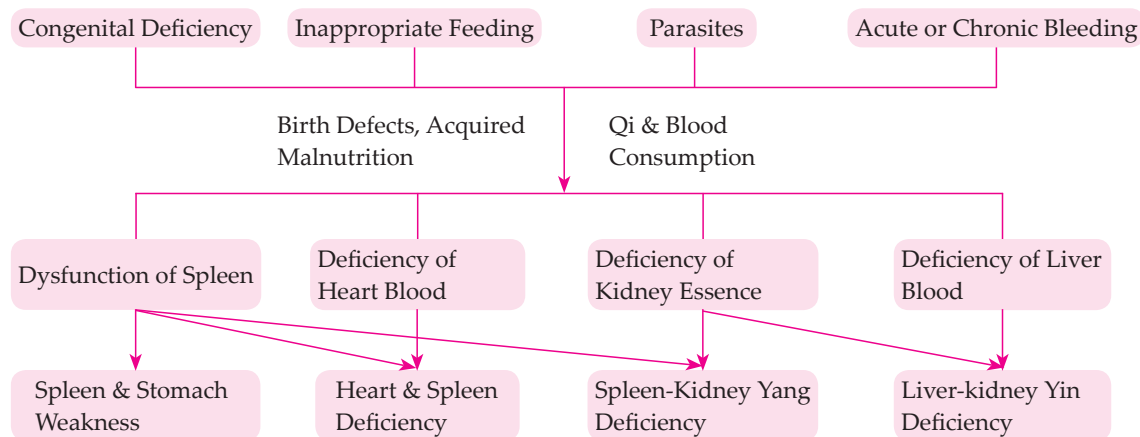 Congenital Deficiency
Inappropriate Feeding
Parasites
Acute or Chronic Bleeding
Birth Defects, Acquired
Malnutrition
Qi & Blood
Consumption
Dysfunction of Spleen
Deficiency of
Heart Blood
Deficiency of
Kidney Essence
Deficiency of Liver
Blood
Spleen & Stomach
Weakness
Heart & Spleen
Deficiency
Spleen-Kidney Yang
Deficiency
Liver-kidney Yin
Deficiency